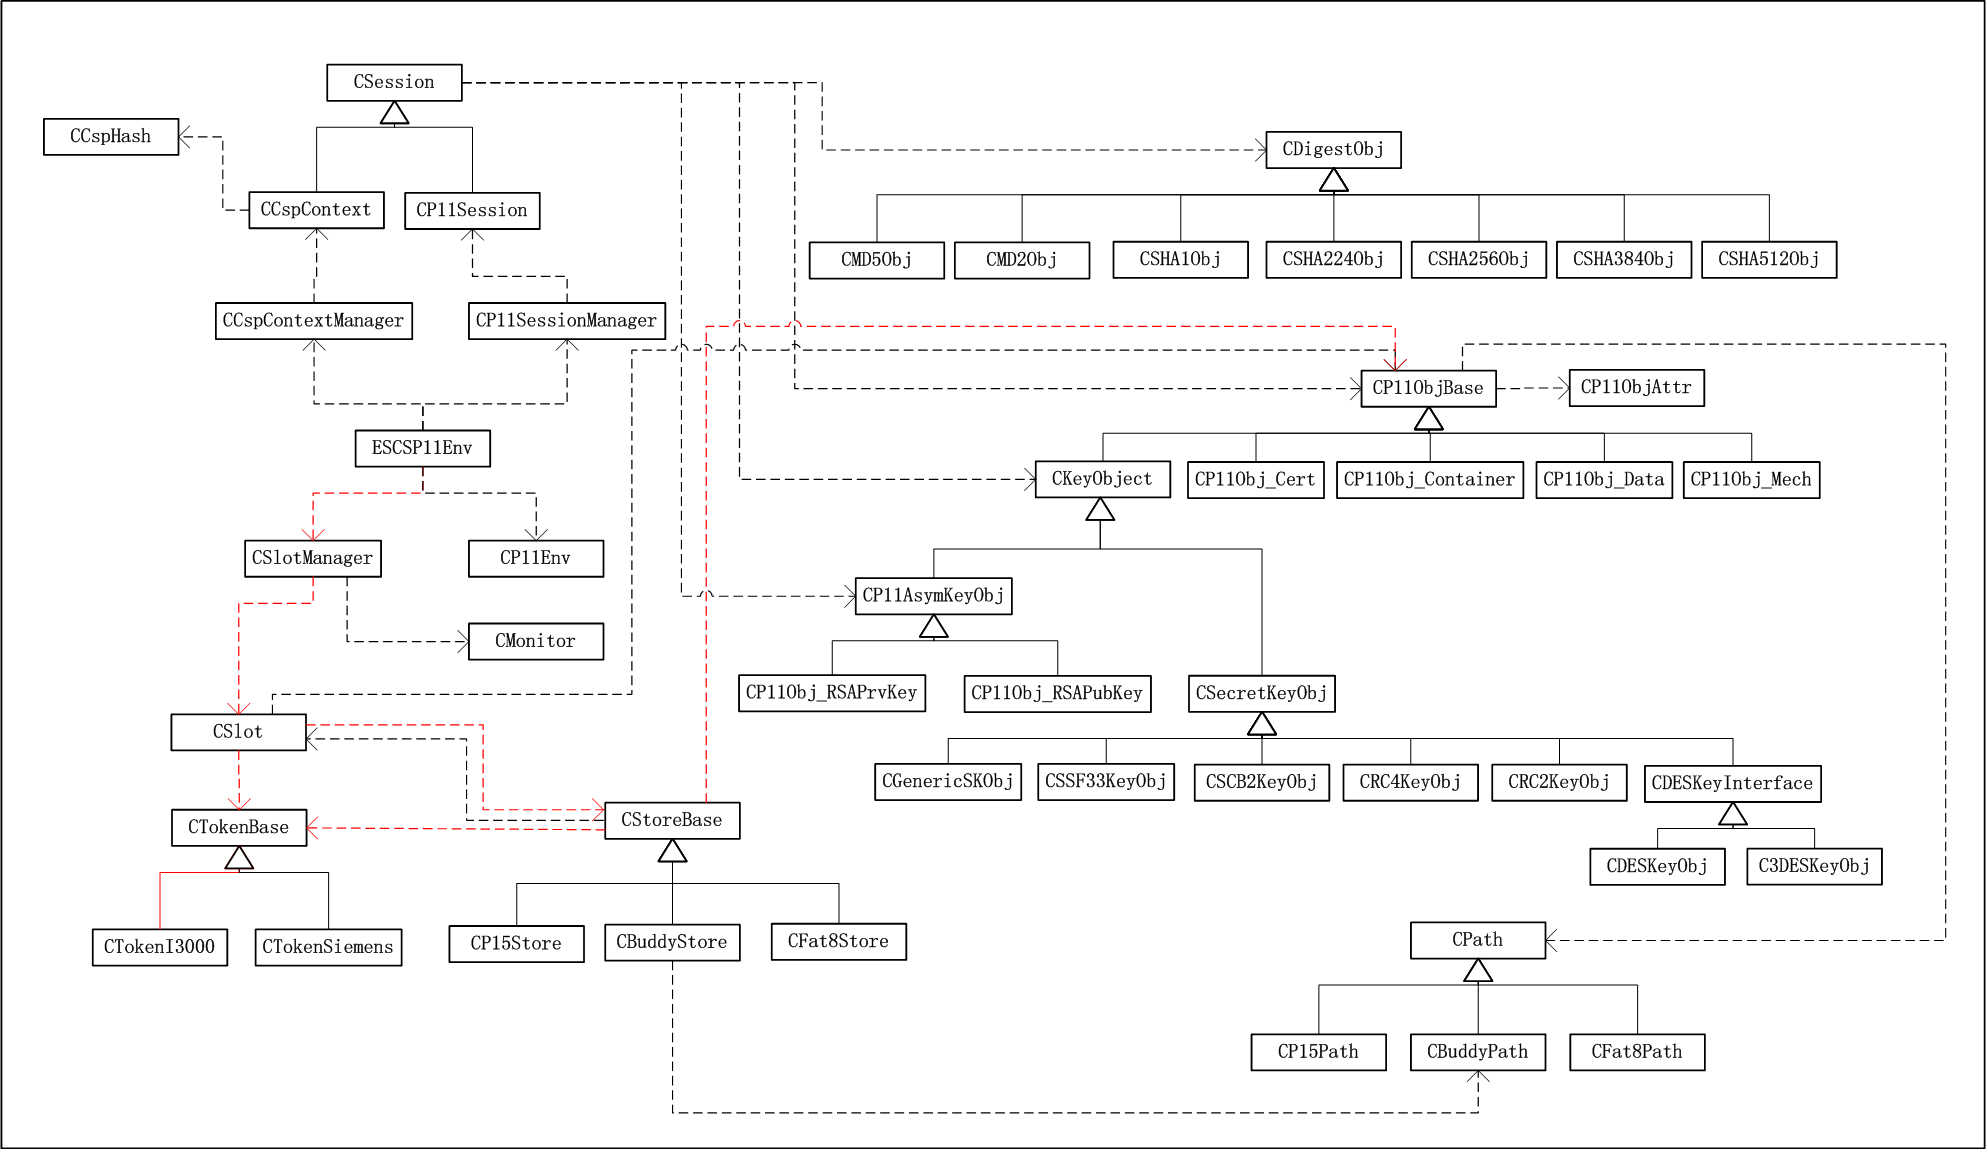 CSession
CCspHash
CDigestObj
CCspContext
CP11Session
CMD5Obj
CMD2Obj
CSHA1Obj
CSHA224Obj
CSHA256Obj
CSHA384Obj
CSHA512Obj
CCspContextManager
CP11SessionManager
CP11ObjBase
CP11ObjAttr
ESCSP11Env
CKeyObject
CP11Obj_Cert
CP11Obj_Container
CP11Obj_Data
CP11Obj_Mech
CSlotManager
CP11Env
CP11AsymKeyObj
CMonitor
CP11Obj_RSAPrvKey
CP11Obj_RSAPubKey
CSecretKeyObj
CSlot
CGenericSKObj
CSSF33KeyObj
CSCB2KeyObj
CRC4KeyObj
CRC2KeyObj
CDESKeyInterface
CTokenBase
CStoreBase
CDESKeyObj
C3DESKeyObj
CTokenI3000
CTokenSiemens
CP15Store
CBuddyStore
CFat8Store
CPath
CP15Path
CBuddyPath
CFat8Path